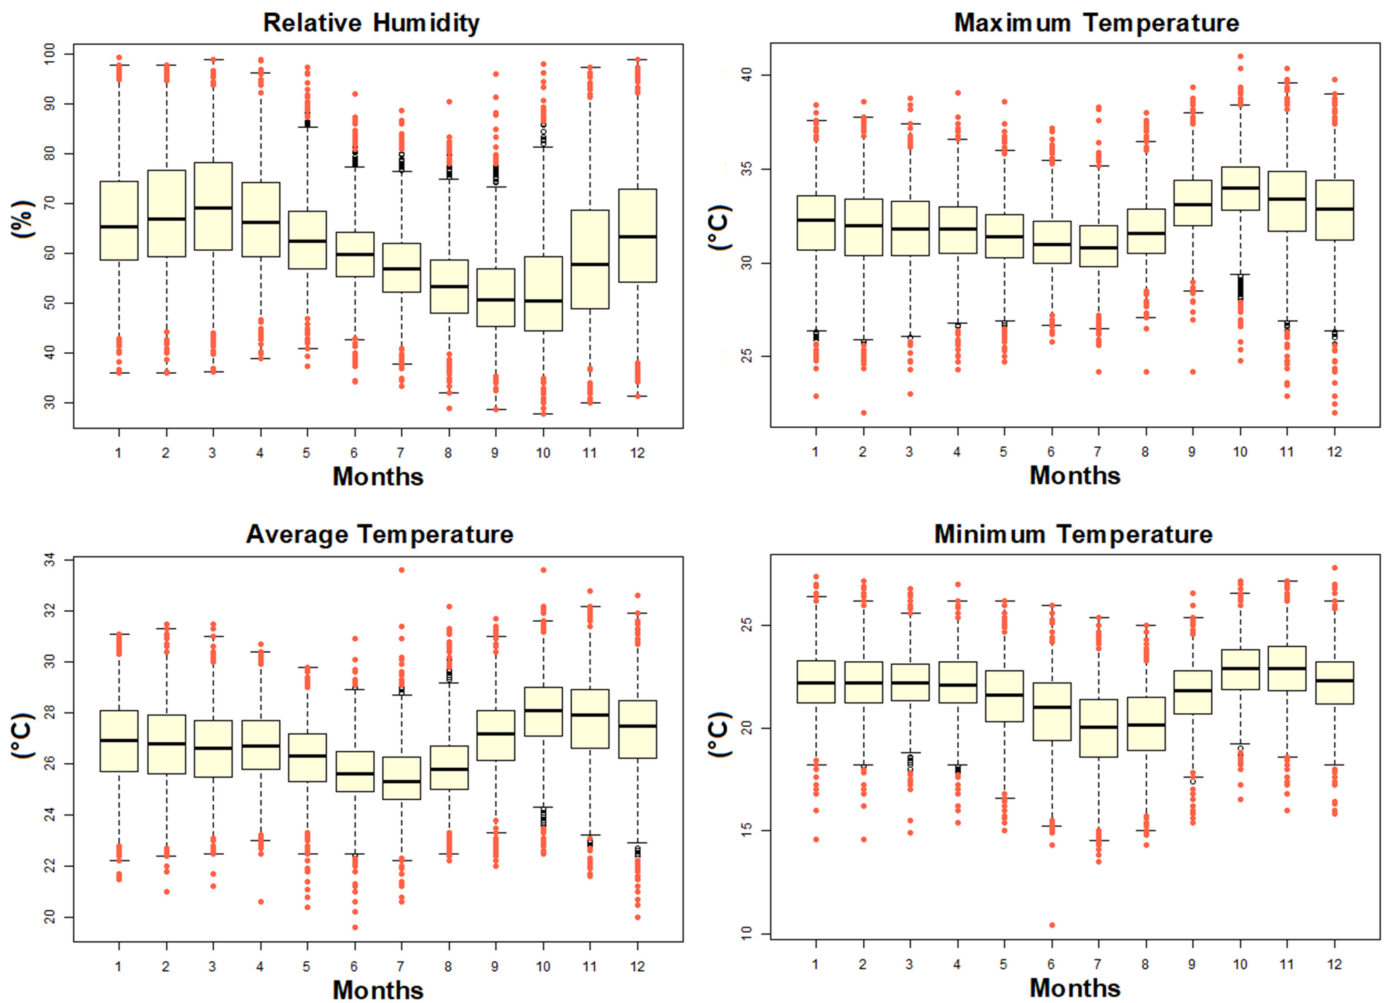 Relative Humidity
(%)
100
90
80
70
60
50
40
30
1 2 3 4 5 6 7 8 9 10 11 12
Months
Maximum Temperature
(°C)
40
35
30
25
1 2 3 4 5 6 7 8 9 10 11 12
Months
Average Temperature
(°C)
34
32
30
28
26
24
22
20
1 2 3 4 5 6 7 8 9 10 11 12
Months
Minimum Temperature
(°C)
25
20
15
10
1 2 3 4 5 6 7 8 9 10 11 12
Months